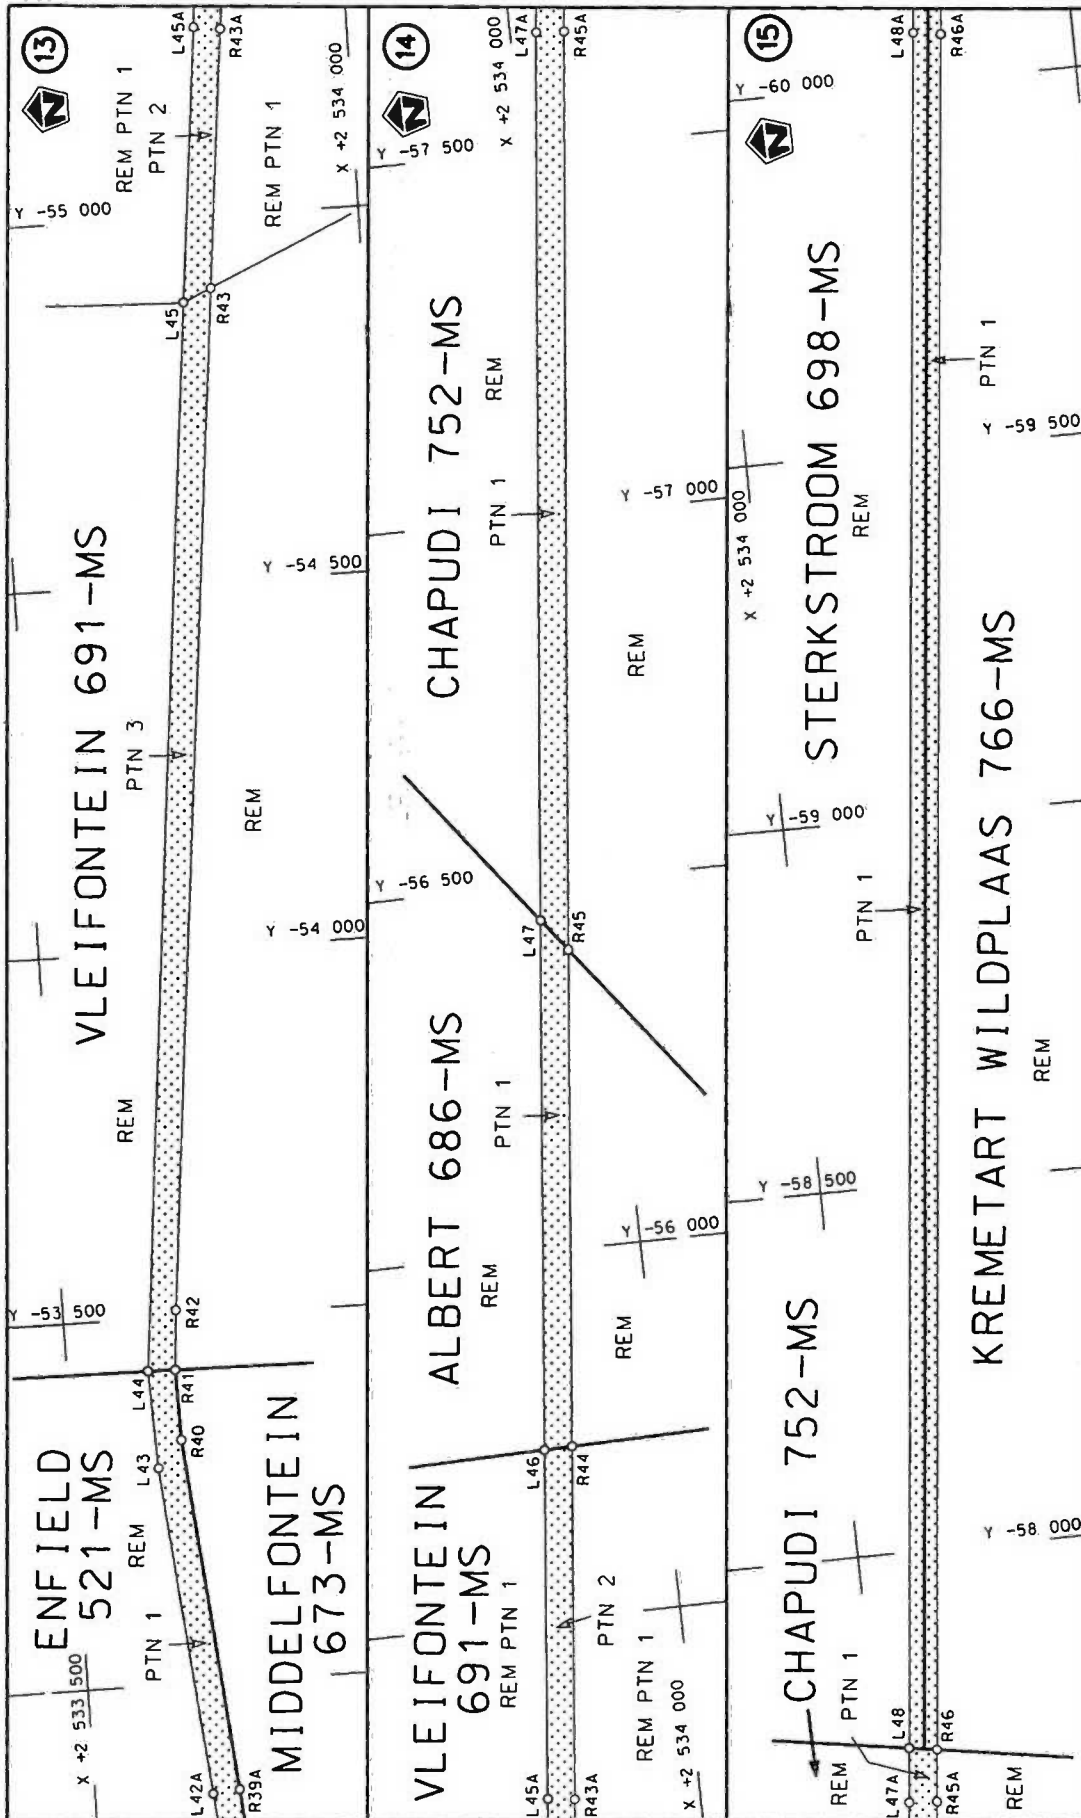 13
N
ENFIELD
521-MS
REM
PTN 1
X +2 533 500
MIDDELFONTEIN
673-MS
L42A
R39A
L43
R40
L44
R41
R42
Y -53 500
VLEIFONTEIN 691-MS
REM
PTN 3
REM
Y -54 000
Y -54 500
L45
R43
Y -55 000
REM PTN 1
PTN 2
REM PTN 1
X +2 534 000
L45A
R43A
14
N
VLEIFONTEIN
691-MS
REM PTN 1
L45A
R43A
PTN 2
REM PTN 1
X +2 534 000
L46
R44
ALBERT 686-MS
REM
PTN 1
REM
Y -56 000
Y -56 500
L47
R45
CHAPUDI 752-MS
REM
PTN 1
REM
Y -57 000
Y -57 500
X +2 534 000
L47A
R45A
15
N
CHAPUDI 752-MS
REM
PTN 1
L47A
R45A
REM
L48
R46
Y -58 000
Y -58 500
PTN 1
Y -59 000
STERKSTROOM 698-MS
REM
X +2 534 000
KREMETART WILDPLAAS 766-MS
REM
PTN 1
Y -59 500
Y -60 000
L48A
R46A